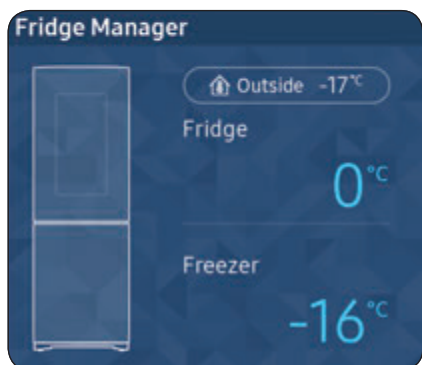 Fridge Manager
Outside -17℃
Fridge
0℃
Freezer
-16℃